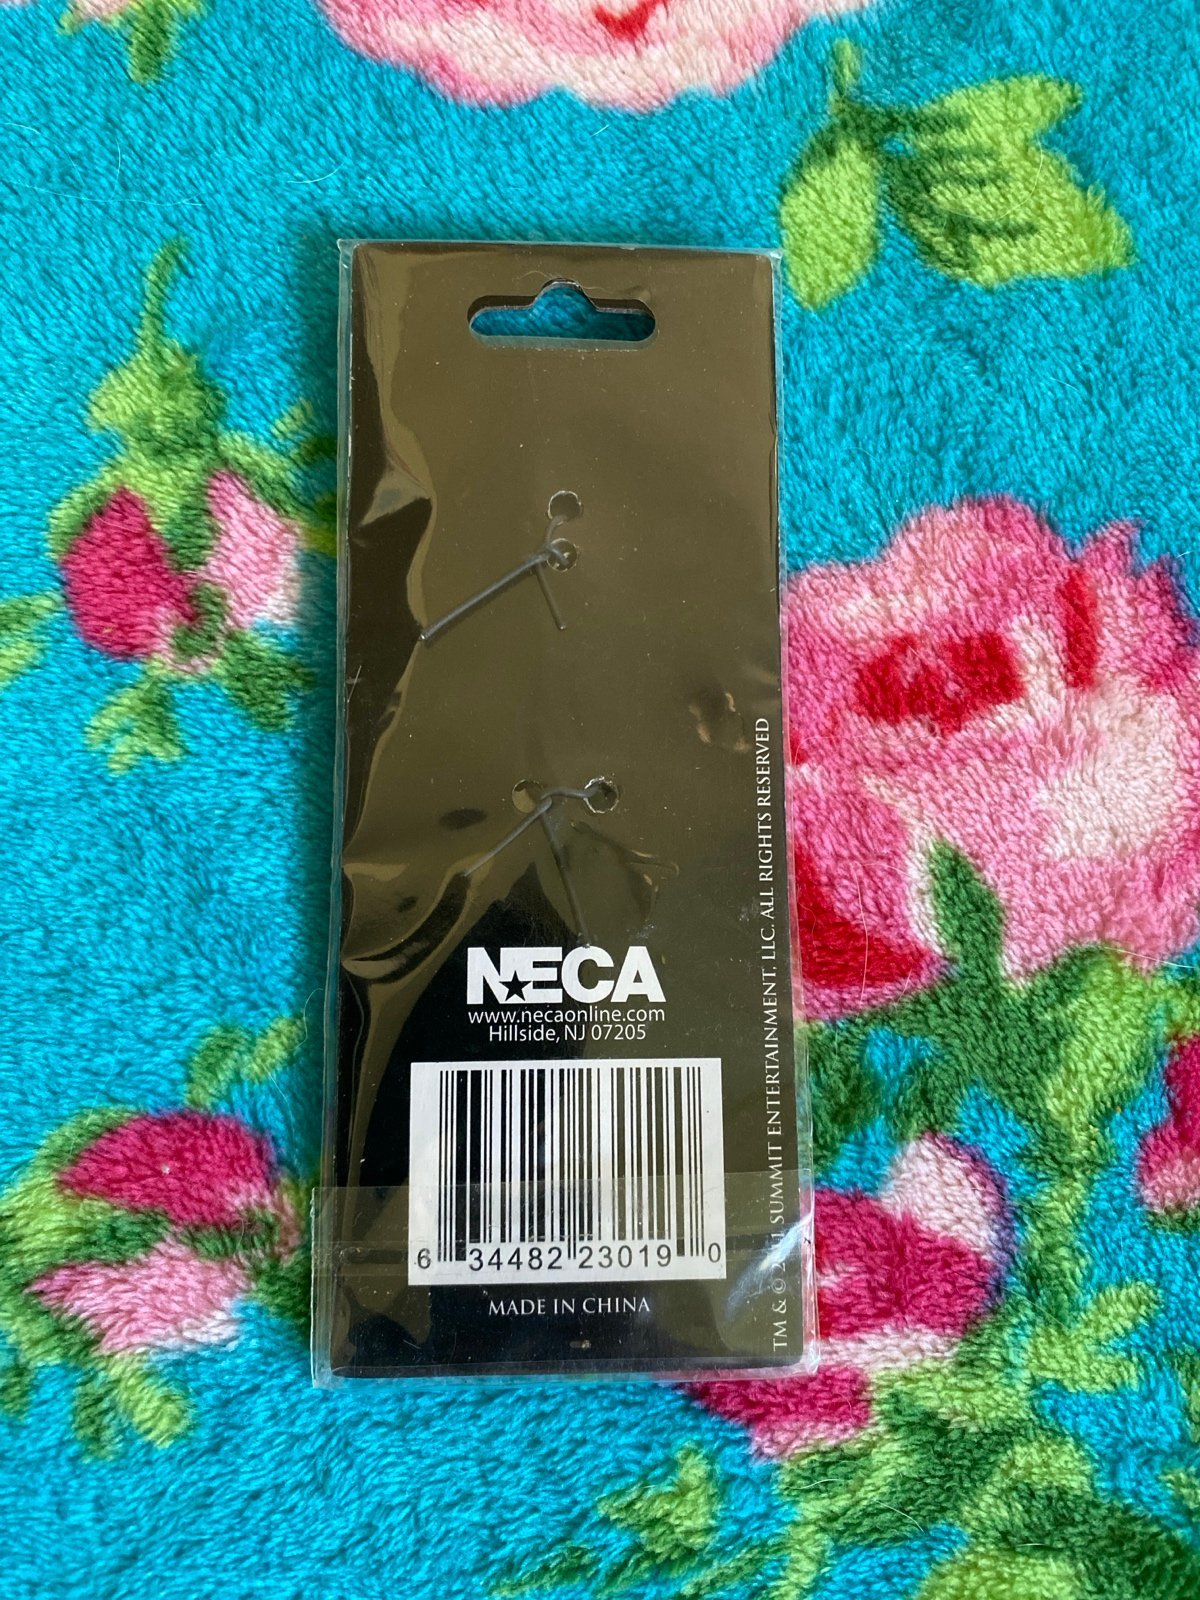 NECA
www.necaonline.com
Hillside, NJ 07205
6 34482 23019 0
MADE IN CHINA
TM & © SUMMIT ENTERTAINMENT, LLC. ALL RIGHTS RESERVED